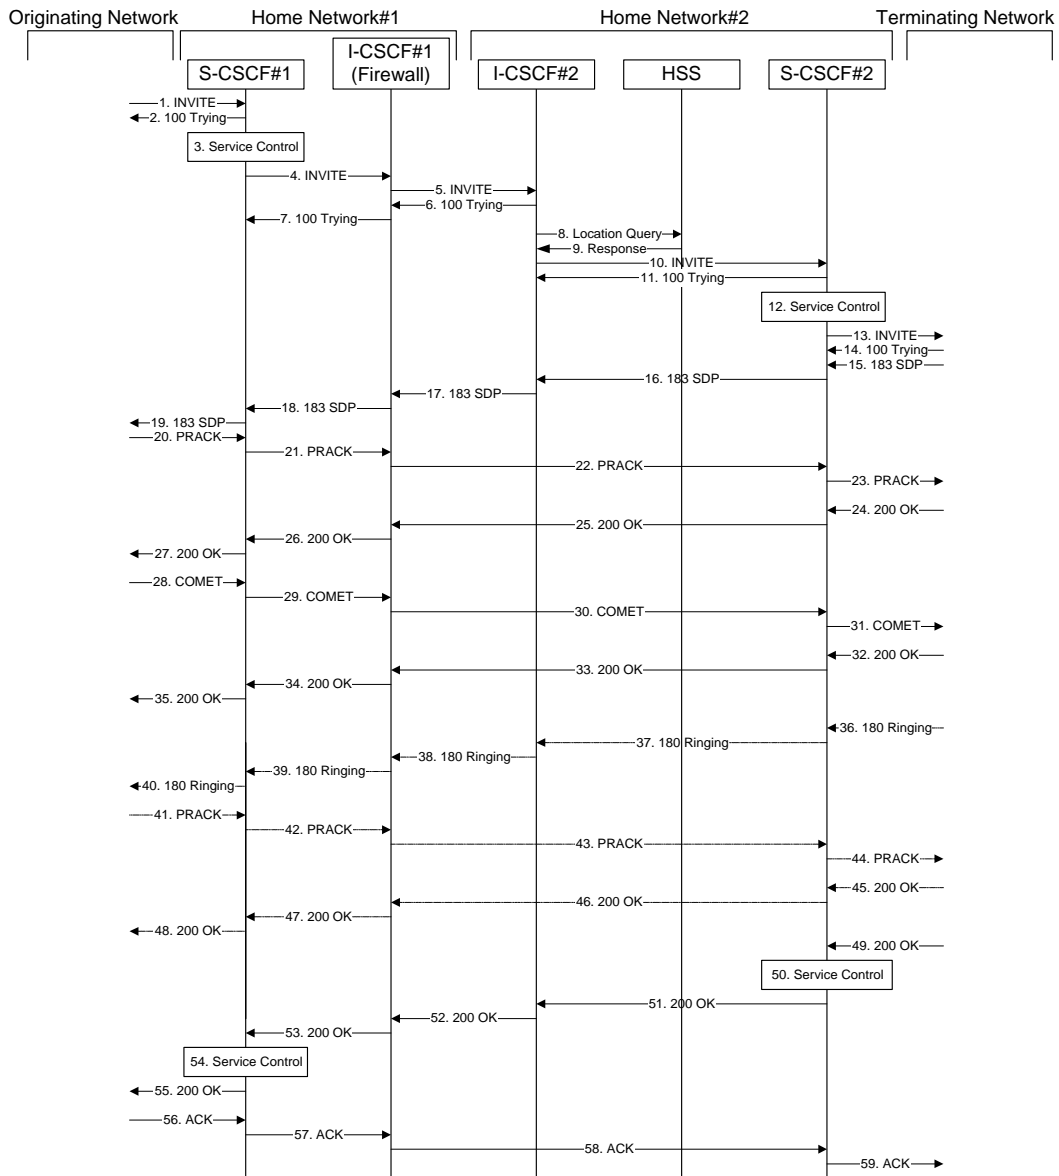 Originating Network
Home Network#1
Home Network#2
Terminating Network
S-CSCF#1
I-CSCF#1
(Firewall)
I-CSCF#2
HSS
S-CSCF#2
1. INVITE
2. 100 Trying
3. Service Control
4. INVITE
5. INVITE
6. 100 Trying
7. 100 Trying
8. Location Query
9. Response
10. INVITE
11. 100 Trying
12. Service Control
13. INVITE
14. 100 Trying
15. 183 SDP
16. 183 SDP
17. 183 SDP
18. 183 SDP
19. 183 SDP
20. PRACK
21. PRACK
22. PRACK
23. PRACK
24. 200 OK
25. 200 OK
26. 200 OK
27. 200 OK
28. COMET
29. COMET
30. COMET
31. COMET
32. 200 OK
33. 200 OK
34. 200 OK
35. 200 OK
36. 180 Ringing
37. 180 Ringing
38. 180 Ringing
39. 180 Ringing
40. 180 Ringing
41. PRACK
42. PRACK
43. PRACK
44. PRACK
45. 200 OK
46. 200 OK
47. 200 OK
48. 200 OK
49. 200 OK
50. Service Control
51. 200 OK
52. 200 OK
53. 200 OK
54. Service Control
55. 200 OK
56. ACK
57. ACK
58. ACK
59. ACK